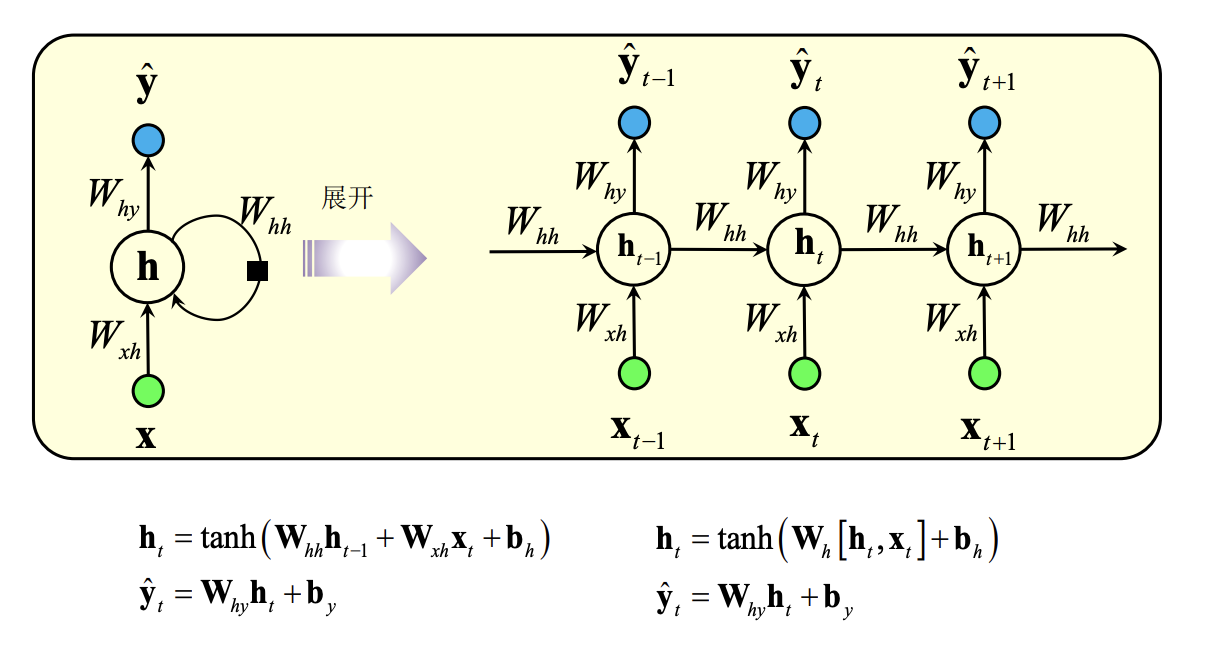 ŷ
W_hy
W_hh
h
W_xh
x
展开
ŷ_{t−1} ŷ_t ŷ_{t+1}
W_hy W_hy W_hy
W_hh W_hh W_hh W_hh
h_{t−1} h_t h_{t+1}
W_xh W_xh W_xh
x_{t−1} x_t x_{t+1}
h_t = tanh(W_hh h_{t−1} + W_xh x_t + b_h)
ŷ_t = W_hy h_t + b_y
h_t = tanh(W_h [h_t, x_t] + b_h)
ŷ_t = W_hy h_t + b_y